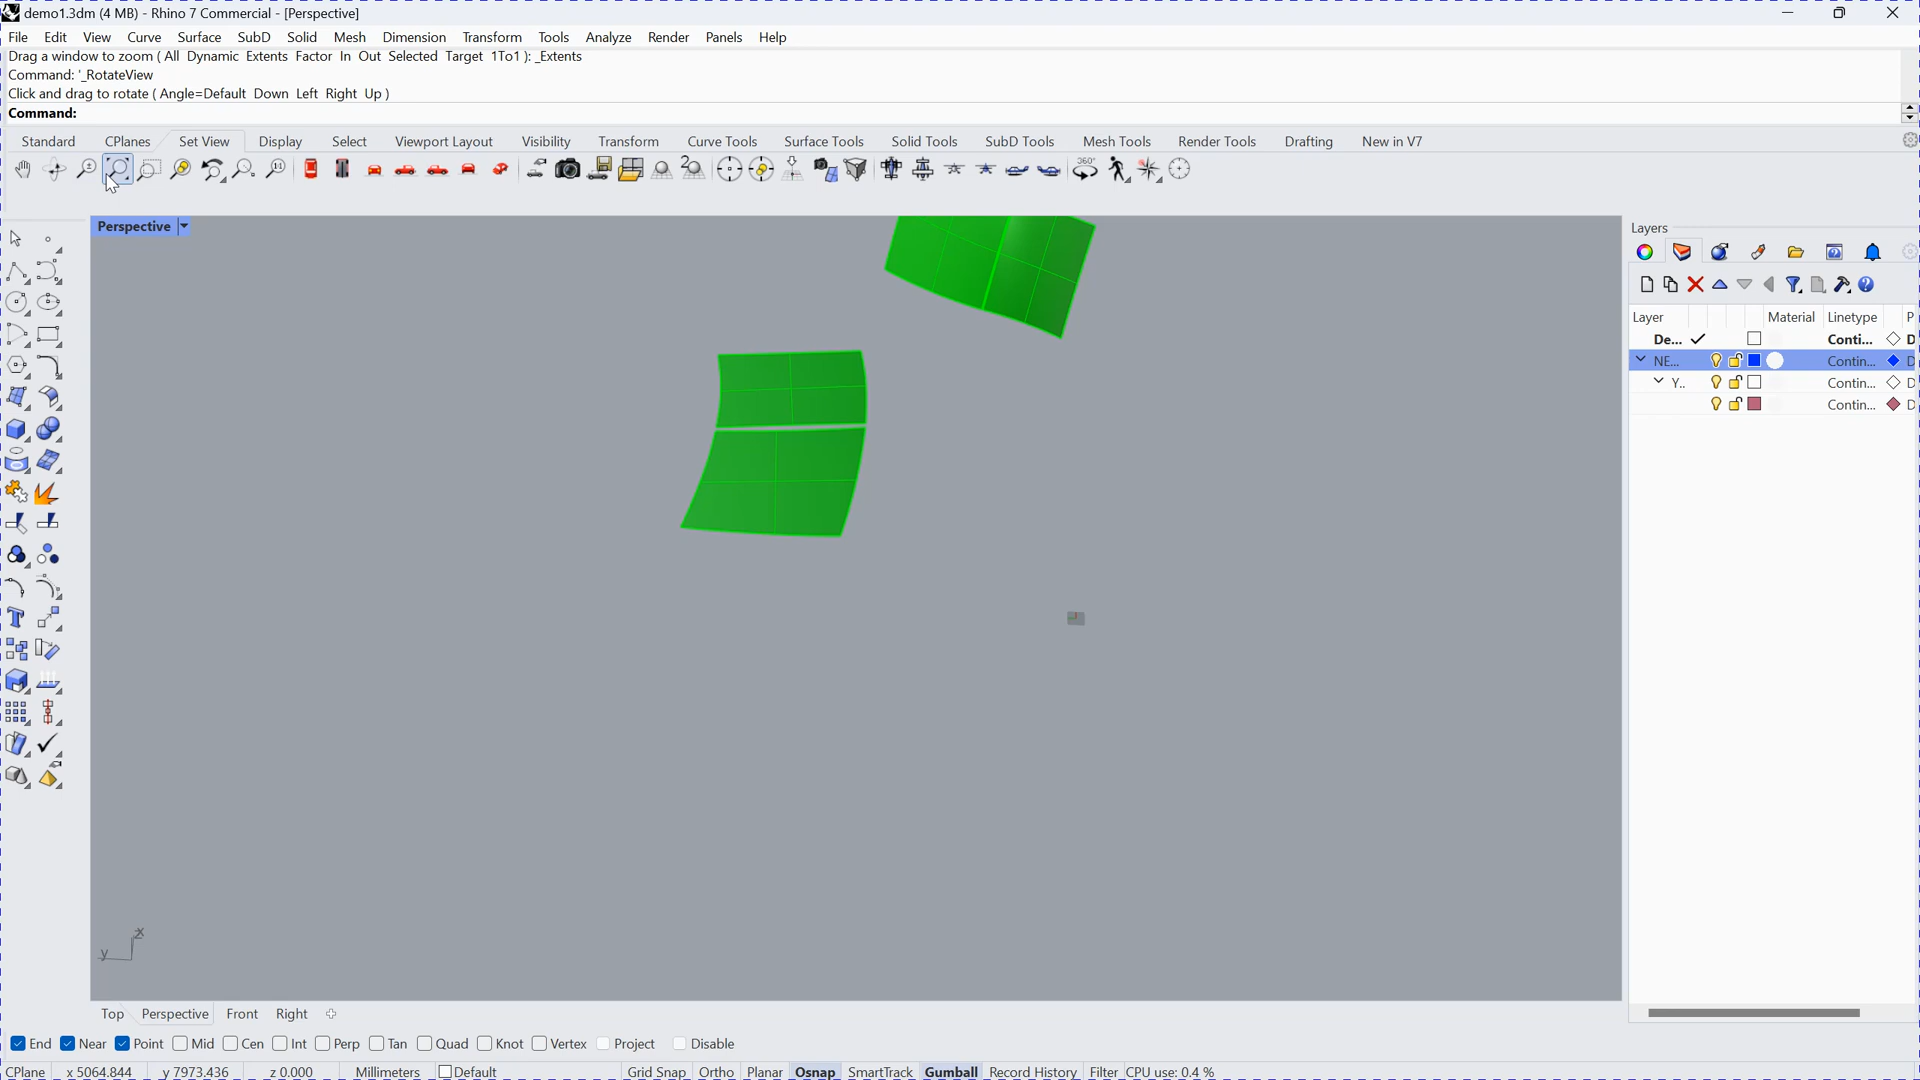 demo1.3dm (4 MB) - Rhino 7 Commercial - [Perspective]
File Edit View Curve Surface SubD Solid Mesh Dimension Transform Tools Analyze Render Panels Help
Drag a window to zoom ( All Dynamic Extents Factor In Out Selected Target 1To1 ): _Extents
Command: '_RotateView
Click and drag to rotate ( Angle=Default Down Left Right Up )
Command:
Standard CPlanes Set View Display Select Viewport Layout Visibility Transform Curve Tools Surface Tools Solid Tools SubD Tools Mesh Tools Render Tools Drafting New in V7
Perspective
Layers
Layer Material Linetype P
De... Conti... D
NE... Contin... D
Y.. Contin... D
Contin... D
z
x
y
Top Perspective Front Right
End Near Point Mid Cen Int Perp Tan Quad Knot Vertex Project Disable
CPlane x 5064.844 y 7973.436 z 0.000 Millimeters Default Grid Snap Ortho Planar Osnap SmartTrack Gumball Record History Filter CPU use: 0.4 %